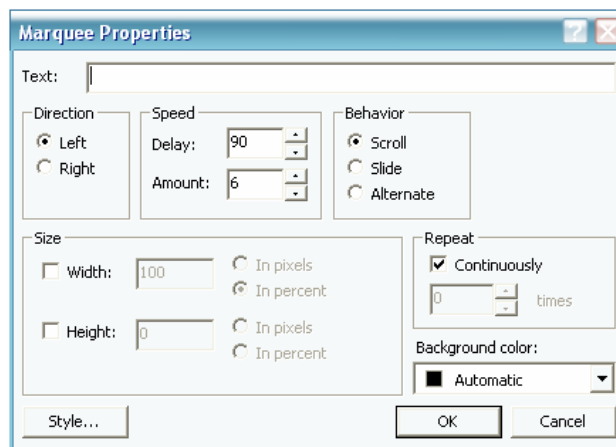 Marquee Properties
Text:
Direction
Left
Right
Speed
Delay: 90
Amount: 6
Behavior
Scroll
Slide
Alternate
Size
Width: 100
In pixels
In percent
Height: 0
In pixels
In percent
Repeat
Continuously
0 times
Background color:
Automatic
Style...
OK
Cancel